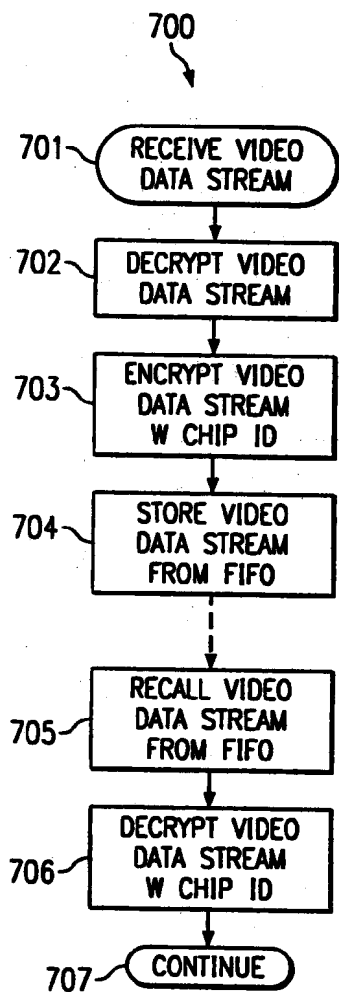 700
701
RECEIVE VIDEO
DATA STREAM
702
DECRYPT VIDEO
DATA STREAM
703
ENCRYPT VIDEO
DATA STREAM
W CHIP ID
704
STORE VIDEO
DATA STREAM
FROM FIFO
705
RECALL VIDEO
DATA STREAM
FROM FIFO
706
DECRYPT VIDEO
DATA STREAM
W CHIP ID
707
CONTINUE